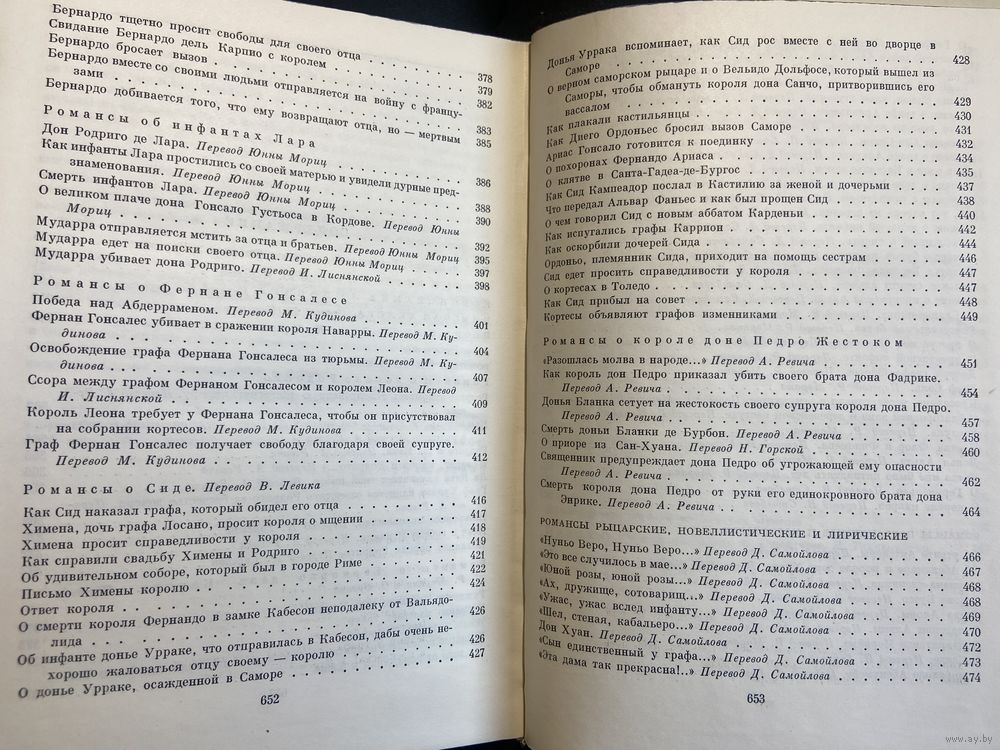 Бернардо тщетно просит свободы для своего отца
Свидание Бернардо дель Карпио с королем . . . . . . . . 378
Бернардо бросает вызов . . . . . . . . 379
Бернардо вместе со своими людьми отправляется на войну с францу-
зами . . . . . . . . 382
Бернардо добивается того, что ему возвращают отца, но — мертвым 383
385
Романсы об инфантах Лара
Дон Родриго де Лара. Перевод Юнны Мориц . . . . . . . . 386
Как инфанты Лара простились со своей матерью и увидели дурные пред-
знаменования. Перевод Юнны Мориц . . . . . . . . 388
Смерть инфантов Лара. Перевод Юнны Мориц . . . . . . . . 390
О великом плаче дона Гонсало Густьоса в Кордове. Перевод Юнны
Мориц . . . . . . . . 392
Мударра отправляется мстить за отца и братьев. Перевод Юнны Мориц 395
Мударра едет на поиски своего отца. Перевод Юнны Мориц . . 397
Мударра убивает дона Родриго. Перевод И. Лиснянской . . . . 398
Романсы о Фернане Гонсалесе
Победа над Абдерраменом. Перевод М. Кудинова . . . . . . 401
Фернан Гонсалес убивает в сражении короля Наварры. Перевод М. Ку-
динова . . . . . . . . 404
Освобождение графа Фернана Гонсалеса из тюрьмы. Перевод М. Ку-
динова . . . . . . . . 407
Ссора между графом Фернаном Гонсалесом и королем Леона. Перевод
И. Лиснянской . . . . . . . . 409
Король Леона требует у Фернана Гонсалеса, чтобы он присутствовал
на собрании кортесов. Перевод М. Кудинова . . . . . . 411
Граф Фернан Гонсалес получает свободу благодаря своей супруге.
Перевод М. Кудинова . . . . . . . . 412
Романсы о Сиде. Перевод В. Левика
Как Сид наказал графа, который обидел его отца . . . . . . 416
Химена, дочь графа Лосано, просит короля о мщении . . . . . . 417
Химена просит справедливости у короля . . . . . . 418
Как справили свадьбу Химены и Родриго . . . . . . 419
Об удивительном соборе, который был в городе Риме . . . . . . 421
Письмо Химены королю . . . . . . 422
Ответ короля . . . . . . 424
О смерти короля Фернандо в замке Кабесон неподалеку от Вальядо-
лида . . . . . . 426
Об инфанте донье Урраке, что отправилась в Кабесон, дабы очень не-
хорошо жаловаться отцу своему — королю . . . . . . 426
О донье Урраке, осажденной в Саморе . . . . . . 427
652
Донья Уррака вспоминает, как Сид рос вместе с ней во дворце в
Саморе . . . . . . 428
О верном саморском рыцаре и о Вельидо Дольфосе, который вышел из
Саморы, чтобы обмануть короля дона Санчо, притворившись его
вассалом . . . . . . 429
Как плакали кастильянцы . . . . . . 430
Как Диего Ордоньес бросил вызов Саморе . . . . . . 431
Ариас Гонсало готовится к поединку . . . . . . 432
О похоронах Фернандо Ариаса . . . . . . 434
О клятве в Санта-Гадеа-де-Бургос . . . . . . 435
Как Сид Кампеадор послал в Кастилию за женой и дочерьми . . 437
Что передал Альвар Фаньес и как был прощен Сид . . . . . . 438
О чем говорил Сид с новым аббатом Карденьи . . . . . . 440
Как испугались графы Каррион . . . . . . 442
Как оскорбили дочерей Сида . . . . . . 444
Ордоньо, племянник Сида, приходит на помощь сестрам . . . . 446
Сид едет просить справедливости у короля . . . . . . 447
О кортесах в Толедо . . . . . . 447
Как Сид прибыл на совет . . . . . . 448
Кортесы объявляют графов изменниками . . . . . . 449
Романсы о короле доне Педро Жестоком
«Разошлась молва в народе...» Перевод А. Ревича . . . . . . 451
Как король дон Педро приказал убить своего брата дона Фадрике.
Перевод А. Ревича . . . . . . 454
Донья Бланка сетует на жестокость своего супруга короля дона Педро.
Перевод А. Ревича . . . . . . 457
Смерть доньи Бланки де Бурбон. Перевод А. Ревича . . . . . . 458
О приоре из Сан-Хуана. Перевод Н. Горской . . . . . . 460
Священник предупреждает дона Педро об угрожающей ему опасности
Перевод А. Ревича . . . . . . 462
Смерть короля дона Педро от руки его единокровного брата дона
Энрике. Перевод А. Ревича . . . . . . 464
РОМАНСЫ РЫЦАРСКИЕ, НОВЕЛЛИСТИЧЕСКИЕ И ЛИРИЧЕСКИЕ
«Нуньо Веро, Нуньо Веро...» Перевод Д. Самойлова . . . . . . 466
«Это все случилось в мае...» Перевод Д. Самойлова . . . . . . 467
«Юной розы, юной розы...» Перевод Д. Самойлова . . . . . . 468
«Ах, дружище, сотоварищ...» Перевод Д. Самойлова . . . . . . 468
«Ужас, ужас вслед инфанту...» Перевод Д. Самойлова . . . . . . 469
«Шел, стеная, кабальеро...» Перевод Д. Самойлова . . . . . . 470
Дон Хуан. Перевод Д. Самойлова . . . . . . 472
«Сын единственный у графа...» Перевод Д. Самойлова . . . . . . 473
«Эта дама так прекрасна!..» Перевод Д. Самойлова . . . . . . 474
653
www.ay.by